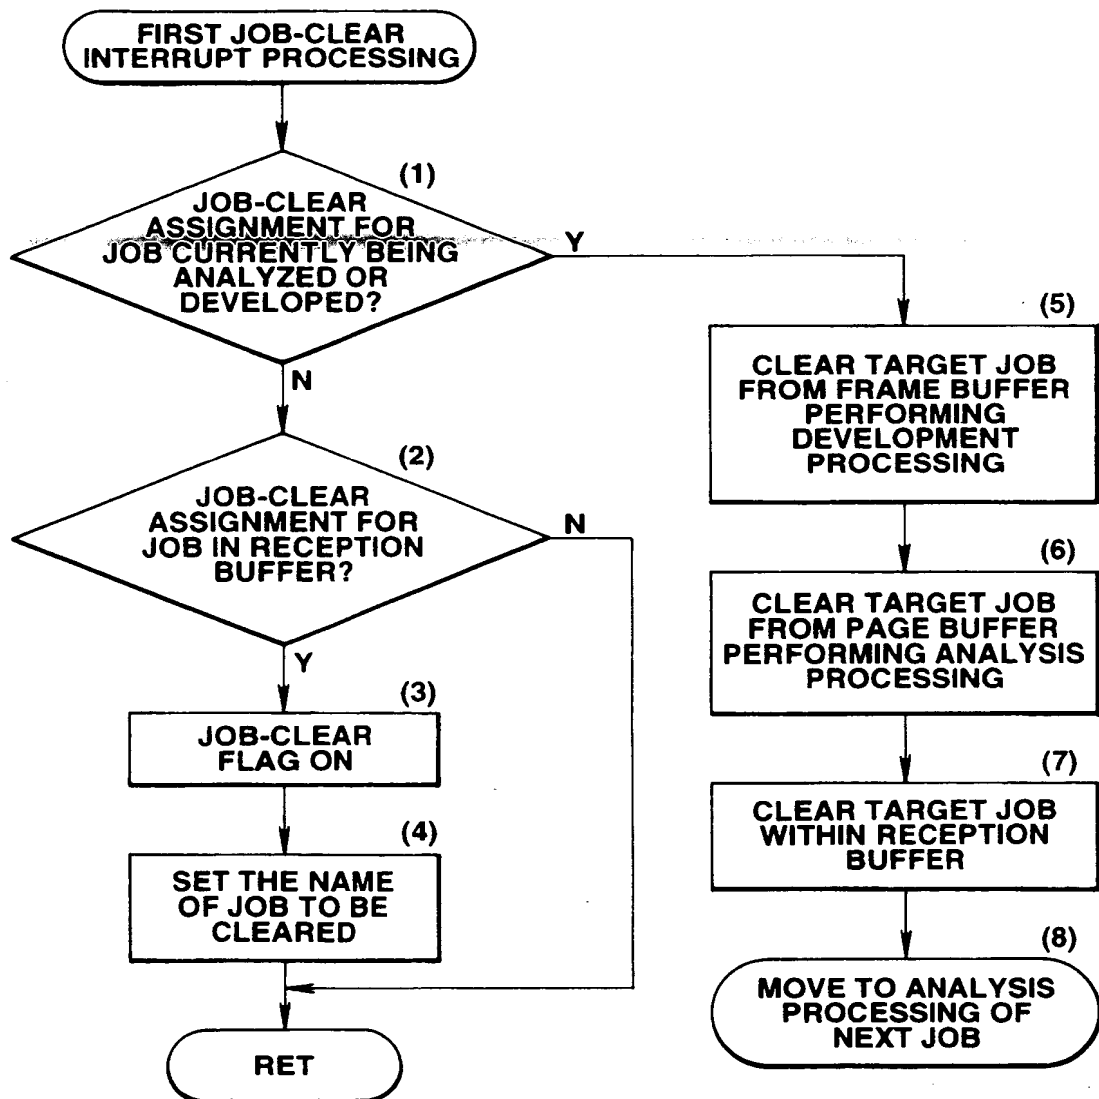 FIRST JOB-CLEAR
INTERRUPT PROCESSING
(1)
JOB-CLEAR
ASSIGNMENT FOR
JOB CURRENTLY BEING
ANALYZED OR
DEVELOPED?
Y
N
(2)
JOB-CLEAR
ASSIGNMENT FOR
JOB IN RECEPTION
BUFFER?
N
Y
(3)
JOB-CLEAR
FLAG ON
(4)
SET THE NAME
OF JOB TO BE
CLEARED
RET
(5)
CLEAR TARGET JOB
FROM FRAME BUFFER
PERFORMING
DEVELOPMENT
PROCESSING
(6)
CLEAR TARGET JOB
FROM PAGE BUFFER
PERFORMING ANALYSIS
PROCESSING
(7)
CLEAR TARGET JOB
WITHIN RECEPTION
BUFFER
(8)
MOVE TO ANALYSIS
PROCESSING OF
NEXT JOB